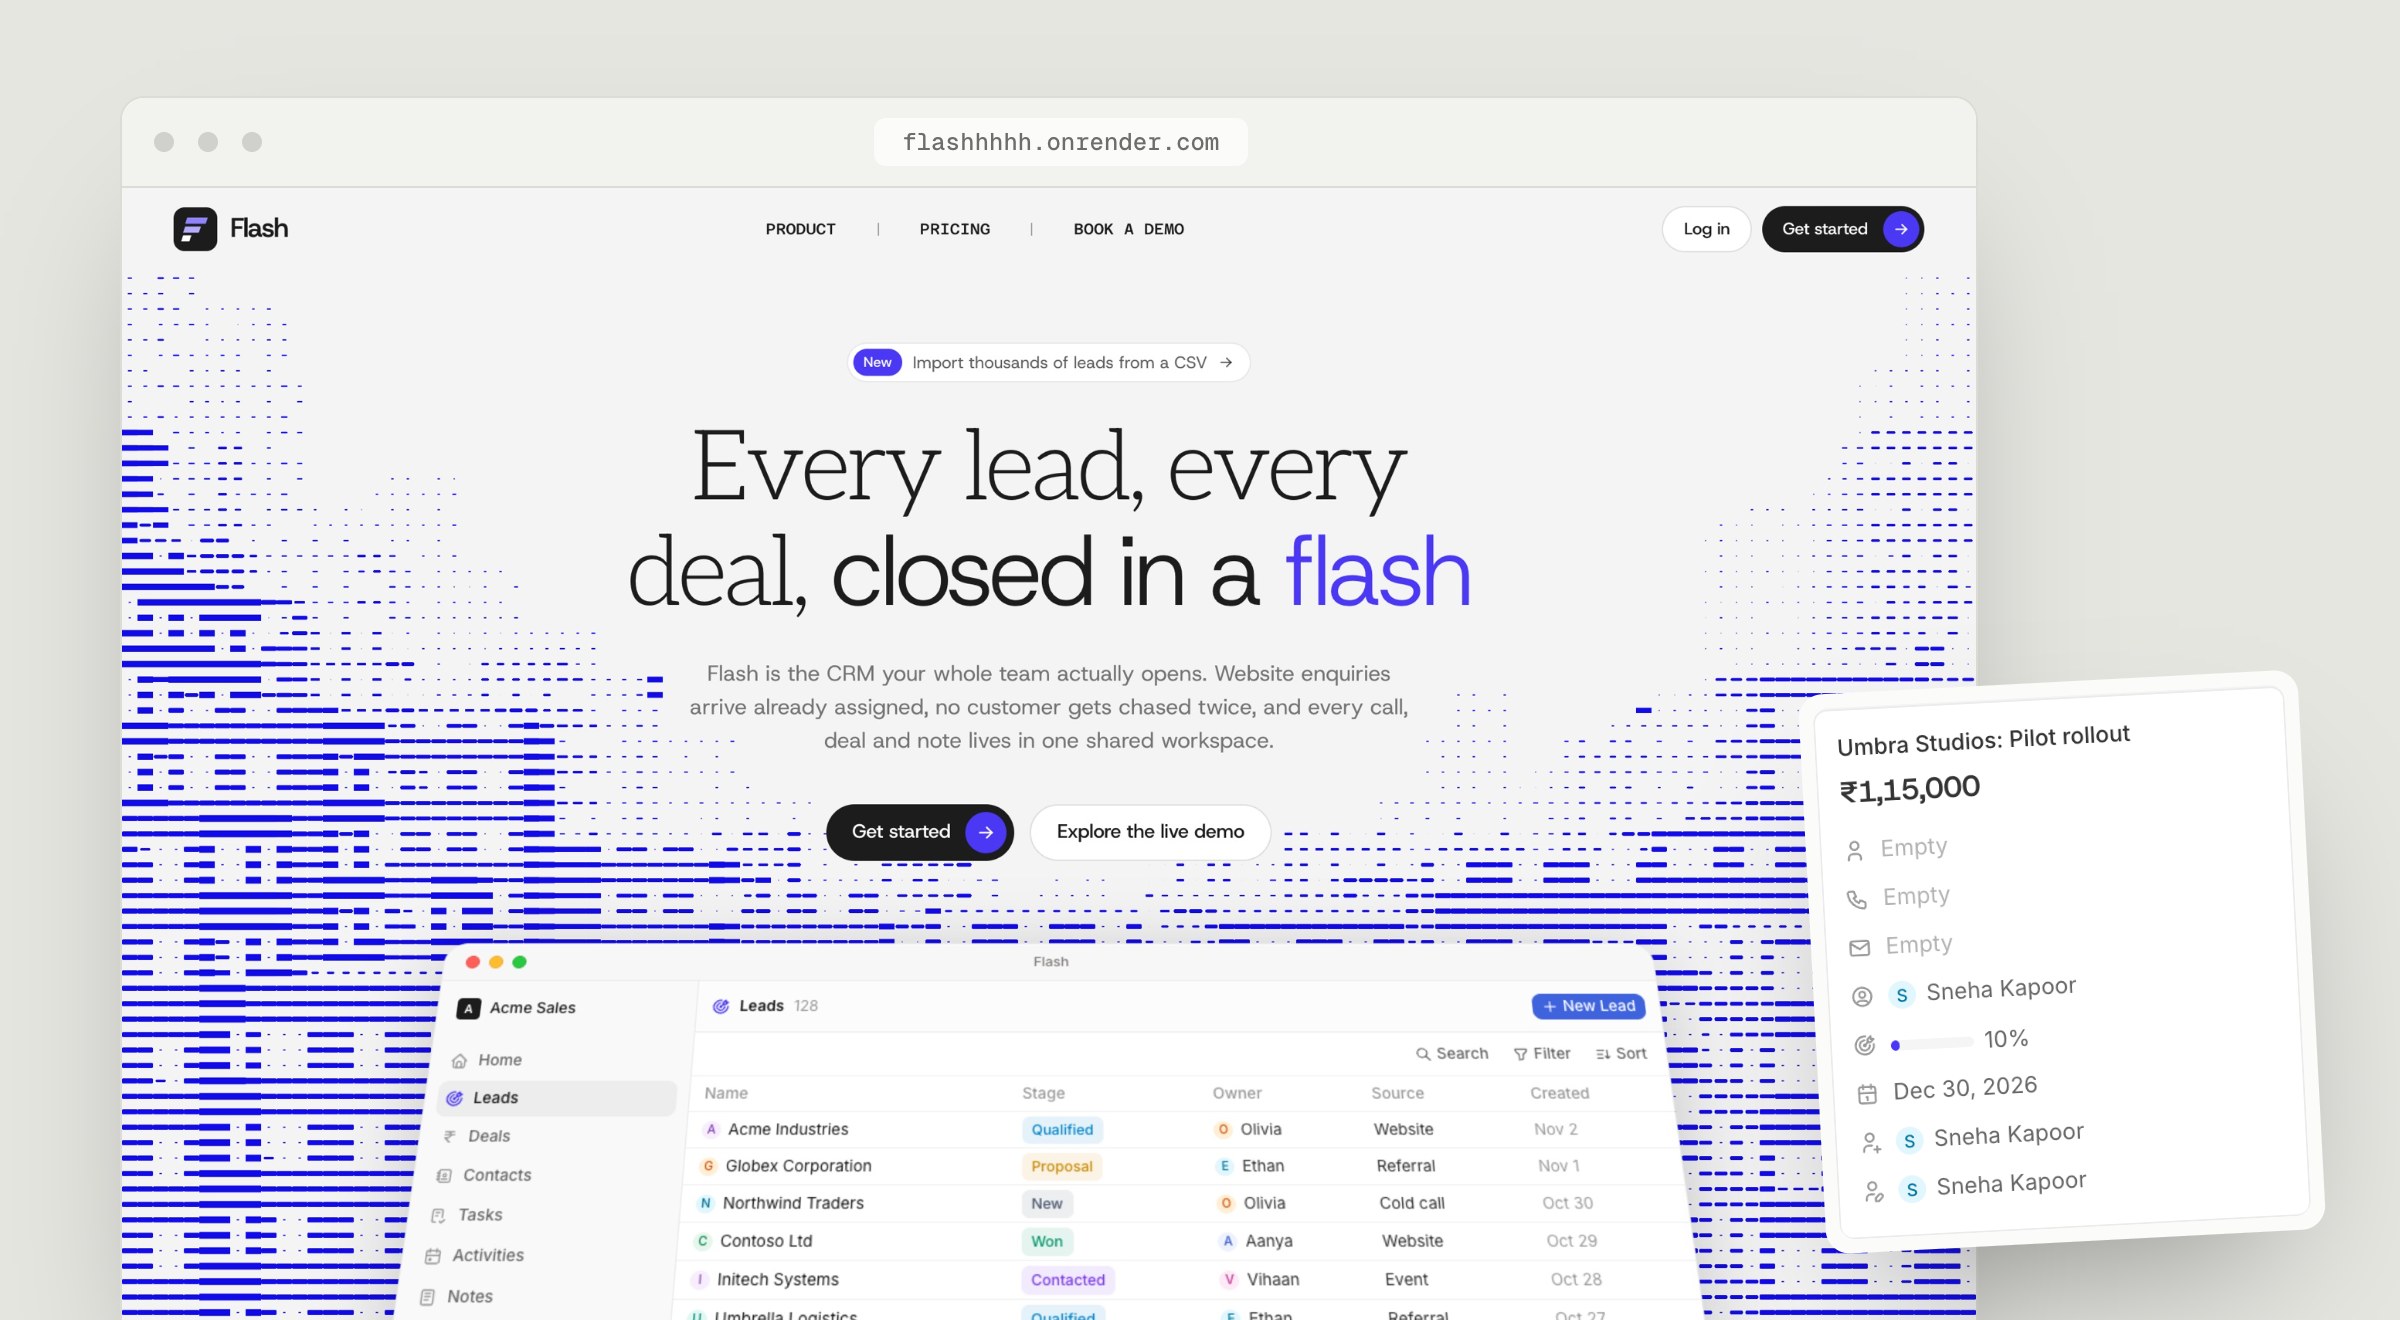 flashhhhh.onrender.com
Flash
PRODUCT | PRICING | BOOK A DEMO
Log in
Get started
New Import thousands of leads from a CSV
Every lead, every
deal, closed in a flash
Flash is the CRM your whole team actually opens. Website enquiries
arrive already assigned, no customer gets chased twice, and every call,
deal and note lives in one shared workspace.
Get started
Explore the live demo
Flash
A Acme Sales
Home
Leads
Deals
Contacts
Tasks
Activities
Notes
Leads 128
+ New Lead
Search Filter Sort
Name Stage Owner Source Created
A Acme Industries Qualified O Olivia Website Nov 2
G Globex Corporation Proposal E Ethan Referral Nov 1
N Northwind Traders New O Olivia Cold call Oct 30
C Contoso Ltd Won A Aanya Website Oct 29
I Initech Systems Contacted V Vihaan Event Oct 28
U Umbrella Logistics Qualified E Ethan Referral Oct 27
Umbra Studios: Pilot rollout
₹1,15,000
Empty
Empty
Empty
S Sneha Kapoor
10%
Dec 30, 2026
S Sneha Kapoor
S Sneha Kapoor